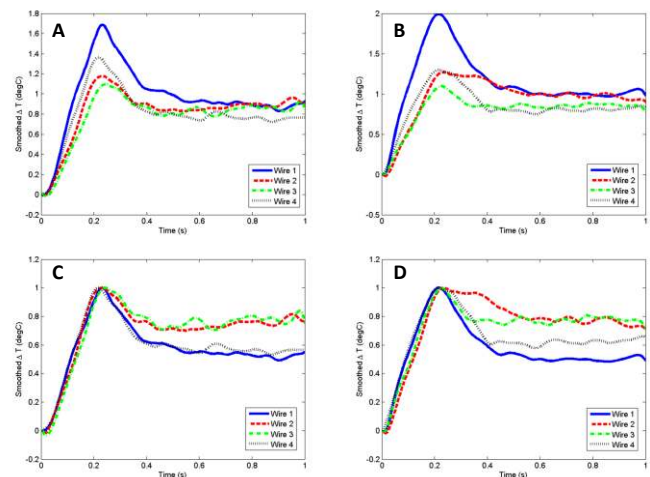 A
1.8
1.6
1.4
1.2
1
0.8
0.6
0.4
0.2
0
-0.2
Smoothed Δ T (degC)
0 0.2 0.4 0.6 0.8 1
Time (s)
Wire 1
Wire 2
Wire 3
Wire 4
B
2
1.5
1
0.5
0
-0.5
Smoothed Δ T (degC)
0 0.2 0.4 0.6 0.8 1
Time (s)
Wire 1
Wire 2
Wire 3
Wire 4
C
1.2
1
0.8
0.6
0.4
0.2
0
-0.2
Smoothed Δ T (degC)
0 0.2 0.4 0.6 0.8 1
Time (s)
Wire 1
Wire 2
Wire 3
Wire 4
D
1.2
1
0.8
0.6
0.4
0.2
0
-0.2
Smoothed Δ T (degC)
0 0.2 0.4 0.6 0.8 1
Time (s)
Wire 1
Wire 2
Wire 3
Wire 4